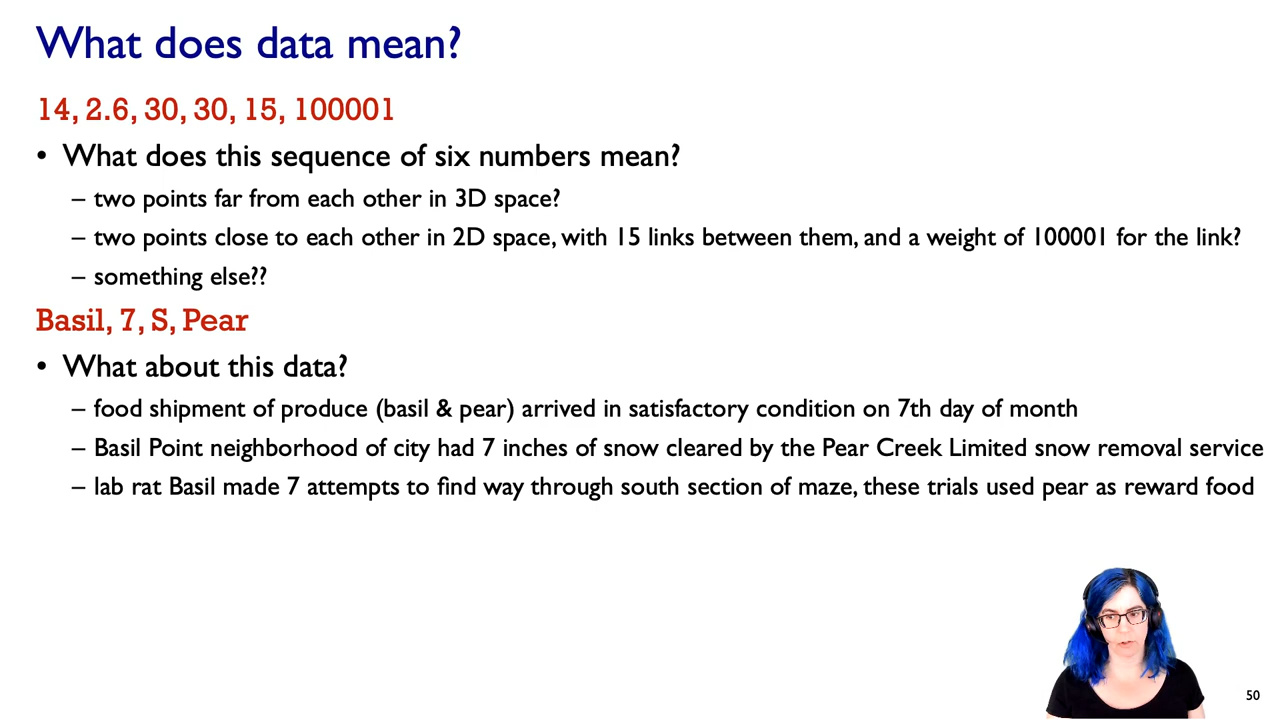 What does data mean?
14, 2.6, 30, 30, 15, 100001
• What does this sequence of six numbers mean?
– two points far from each other in 3D space?
– two points close to each other in 2D space, with 15 links between them, and a weight of 100001 for the link?
– something else??
Basil, 7, S, Pear
• What about this data?
– food shipment of produce (basil & pear) arrived in satisfactory condition on 7th day of month
– Basil Point neighborhood of city had 7 inches of snow cleared by the Pear Creek Limited snow removal service
– lab rat Basil made 7 attempts to find way through south section of maze, these trials used pear as reward food
50